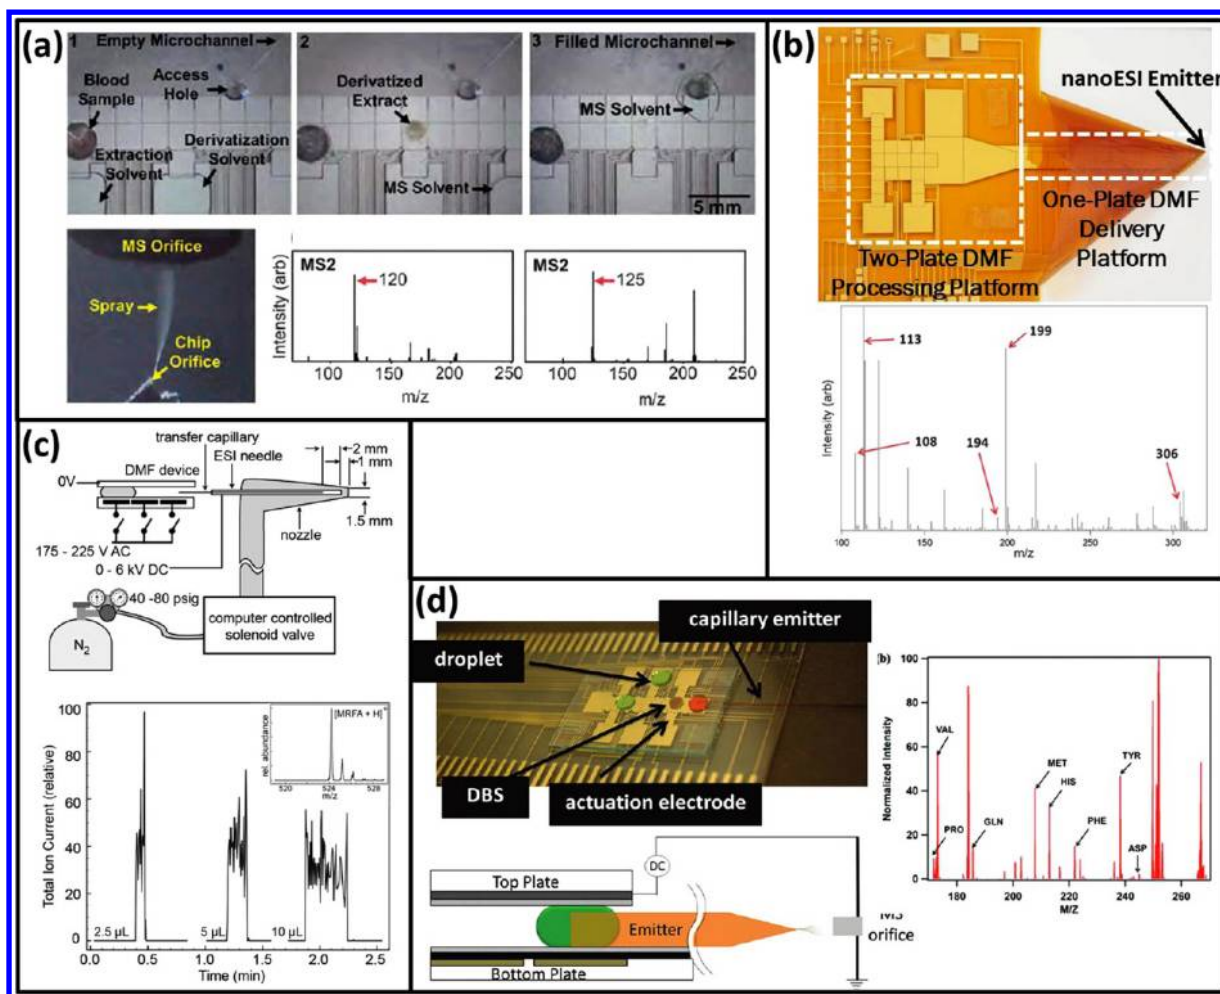 (a)
1 Empty Microchannel
Blood
Sample
Access
Hole
Extraction
Solvent
Derivatization
Solvent
2
Derivatized
Extract
MS Solvent
3 Filled Microchannel
MS Solvent
5 mm
MS Orifice
Spray
Chip
Orifice
MS2
120
Intensity (arb)
100 150 200 250
m/z
MS2
125
100 150 200 250
m/z
(b)
nanoESI Emitter
One-Plate DMF
Delivery
Platform
Two-Plate DMF
Processing Platform
113
199
108
194
306
Intensity (arb)
100 150 200 250 300
m/z
(c)
transfer capillary
ESI needle
DMF device
0V
2 mm
1 mm
1.5 mm
nozzle
175 - 225 V AC
0 - 6 kV DC
40 -80 psig
N2
computer controlled
solenoid valve
Total Ion Current (relative)
100
80
60
40
20
0
[MRFA + H]+
rel. abundance
520 524 528
m/z
2.5 µL
5 µL
10 µL
0.0 0.5 1.0 1.5 2.0 2.5
Time (min)
(d)
capillary emitter
droplet
DBS
actuation electrode
DC
Top Plate
Emitter
Bottom Plate
orifice
(b)
Normalized Intensity
100
80
60
40
20
0
VAL
PRO
GLN
MET
HIS
PHE
TYR
ASP
180 200 220 240 260
M/Z